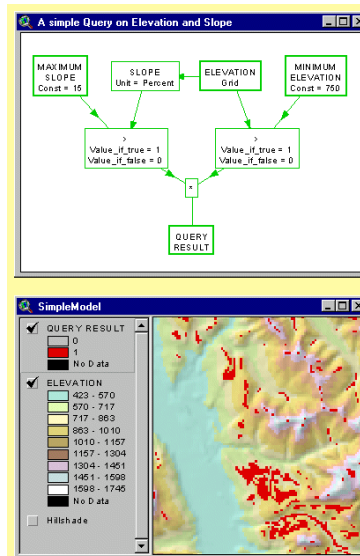 A simple Query on Elevation and Slope
MAXIMUM
SLOPE
Const = 15
SLOPE
Unit = Percent
ELEVATION
Grid
MINIMUM
ELEVATION
Const = 750
>
Value_if_true = 1
Value_if_false = 0
>
Value_if_true = 1
Value_if_false = 0
*
QUERY
RESULT
SimpleModel
QUERY RESULT
0
1
No Data
ELEVATION
423 - 570
570 - 717
717 - 863
863 - 1010
1010 - 1157
1157 - 1304
1304 - 1451
1451 - 1598
1598 - 1745
No Data
Hillshade